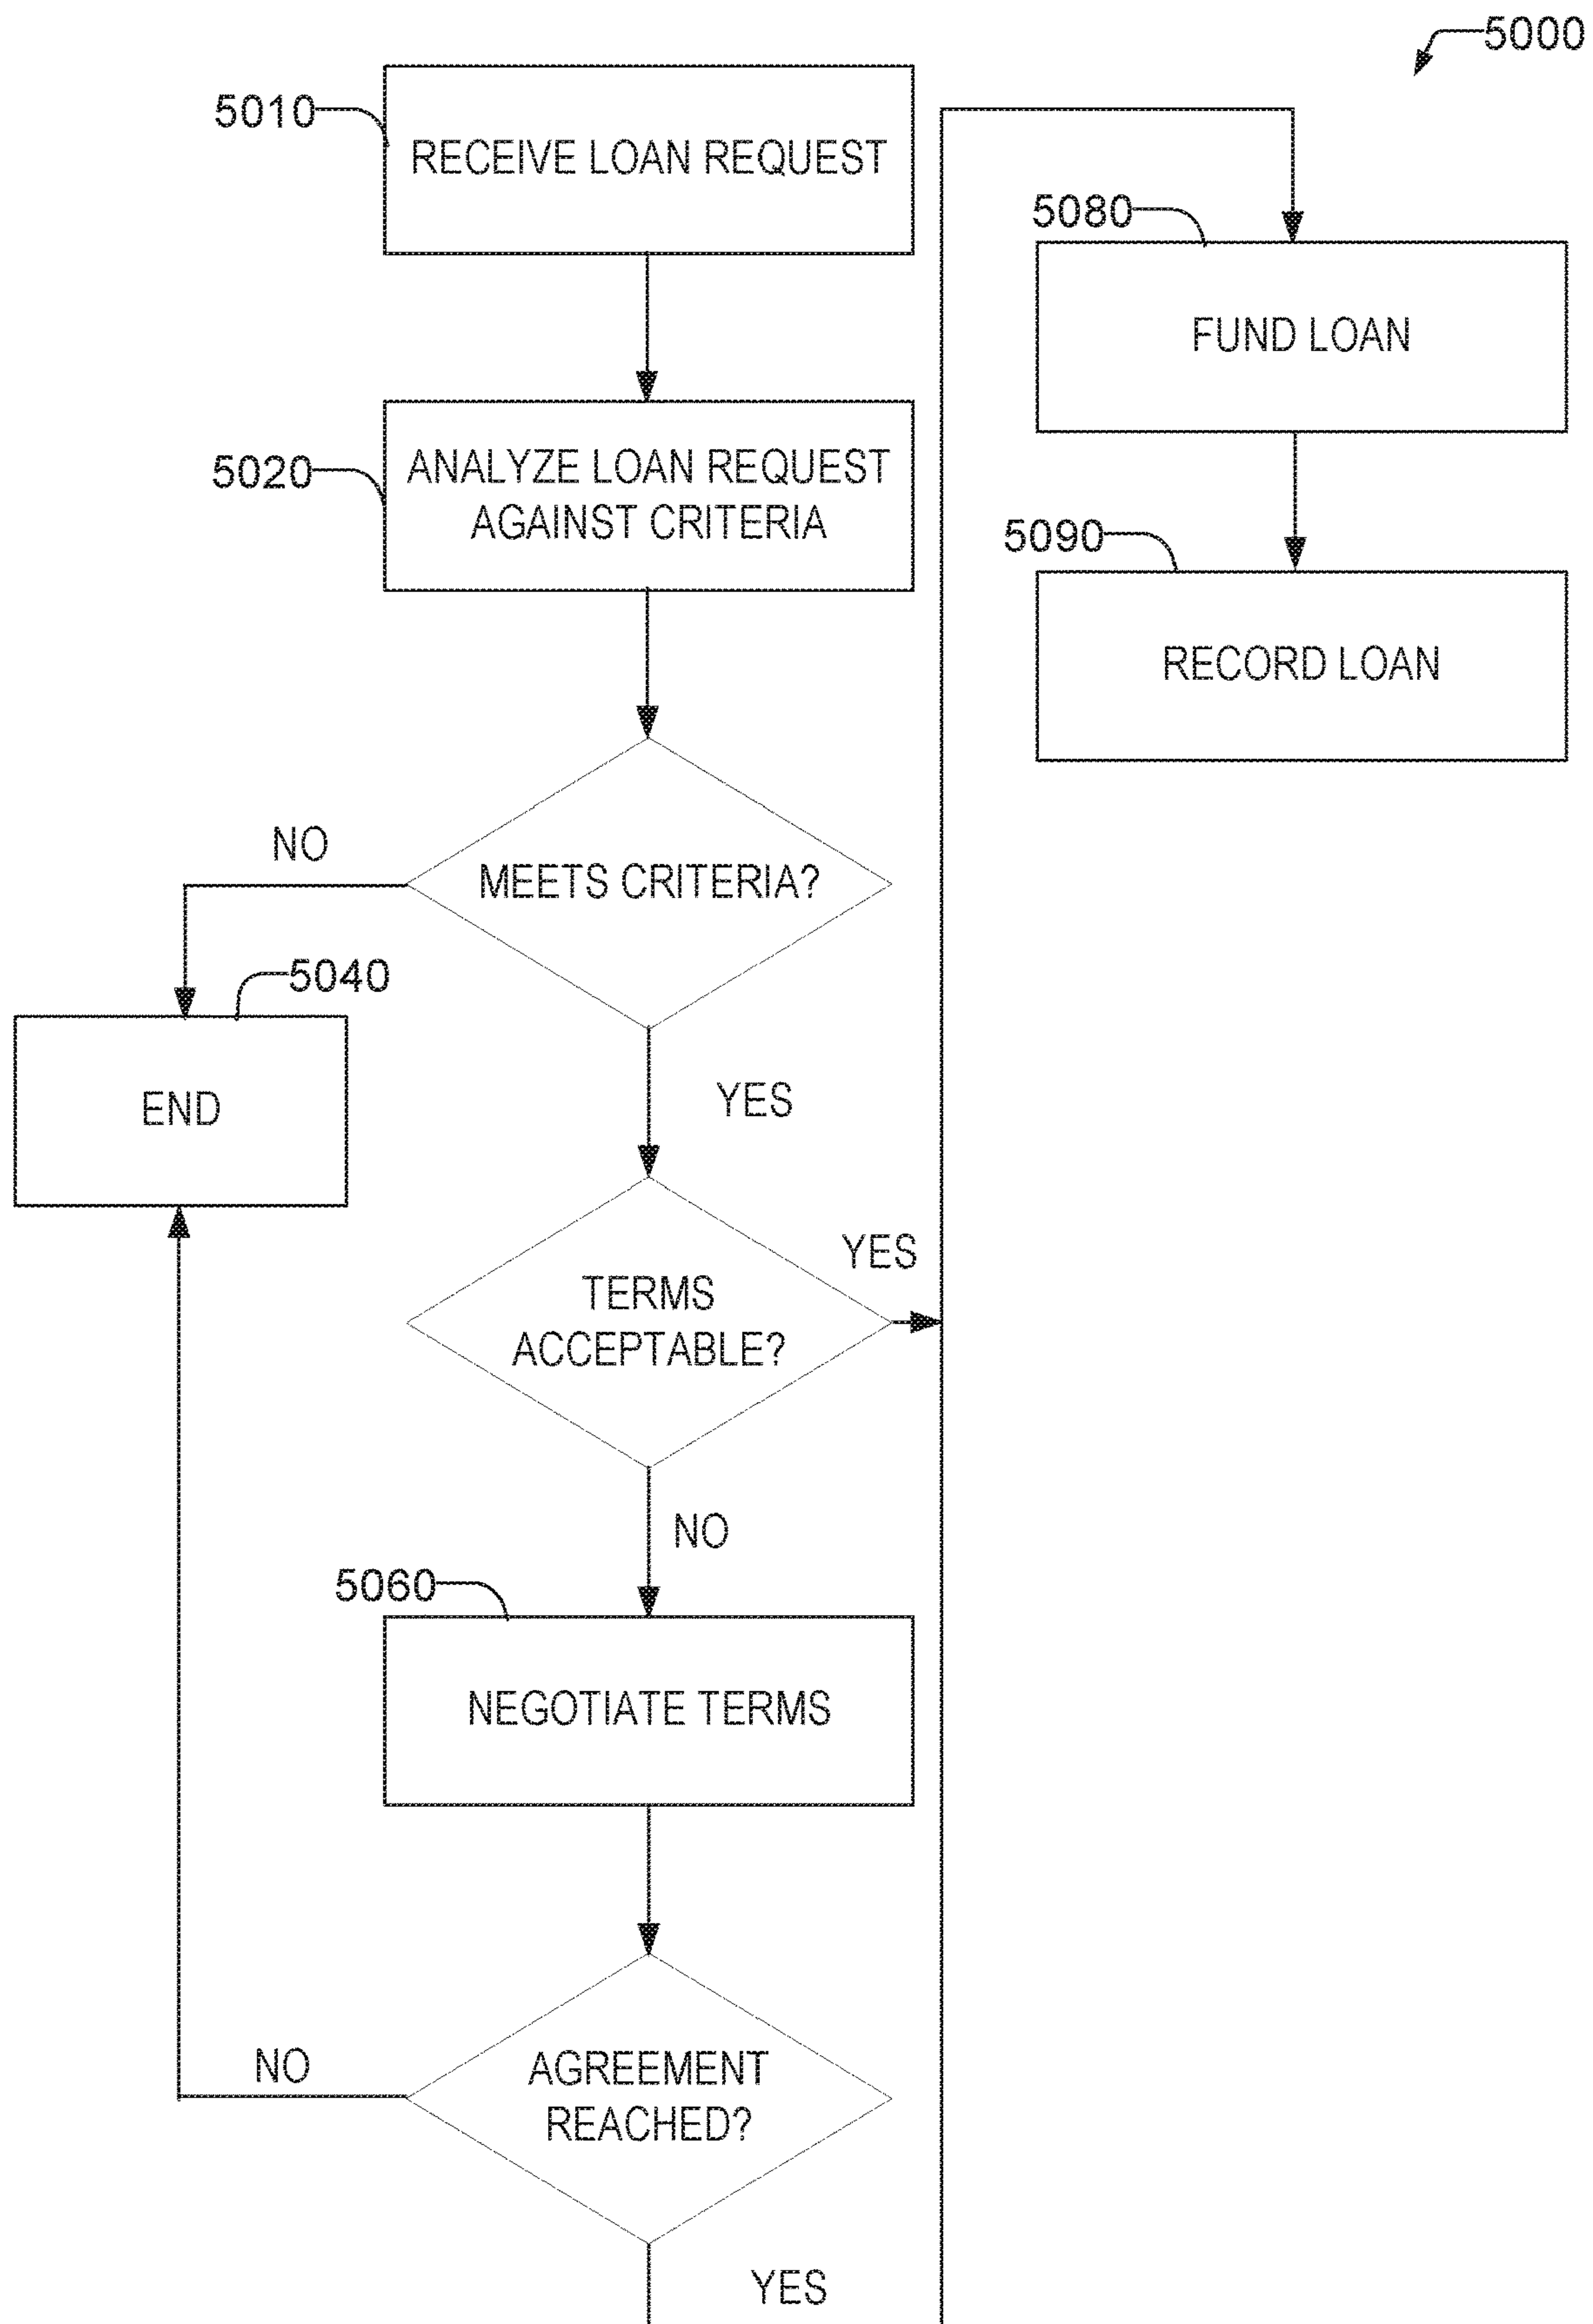 5000
5010
RECEIVE LOAN REQUEST
5020
ANALYZE LOAN REQUEST
AGAINST CRITERIA
MEETS CRITERIA?
NO
5040
END
YES
TERMS
ACCEPTABLE?
YES
NO
5060
NEGOTIATE TERMS
AGREEMENT
REACHED?
NO
YES
5080
FUND LOAN
5090
RECORD LOAN